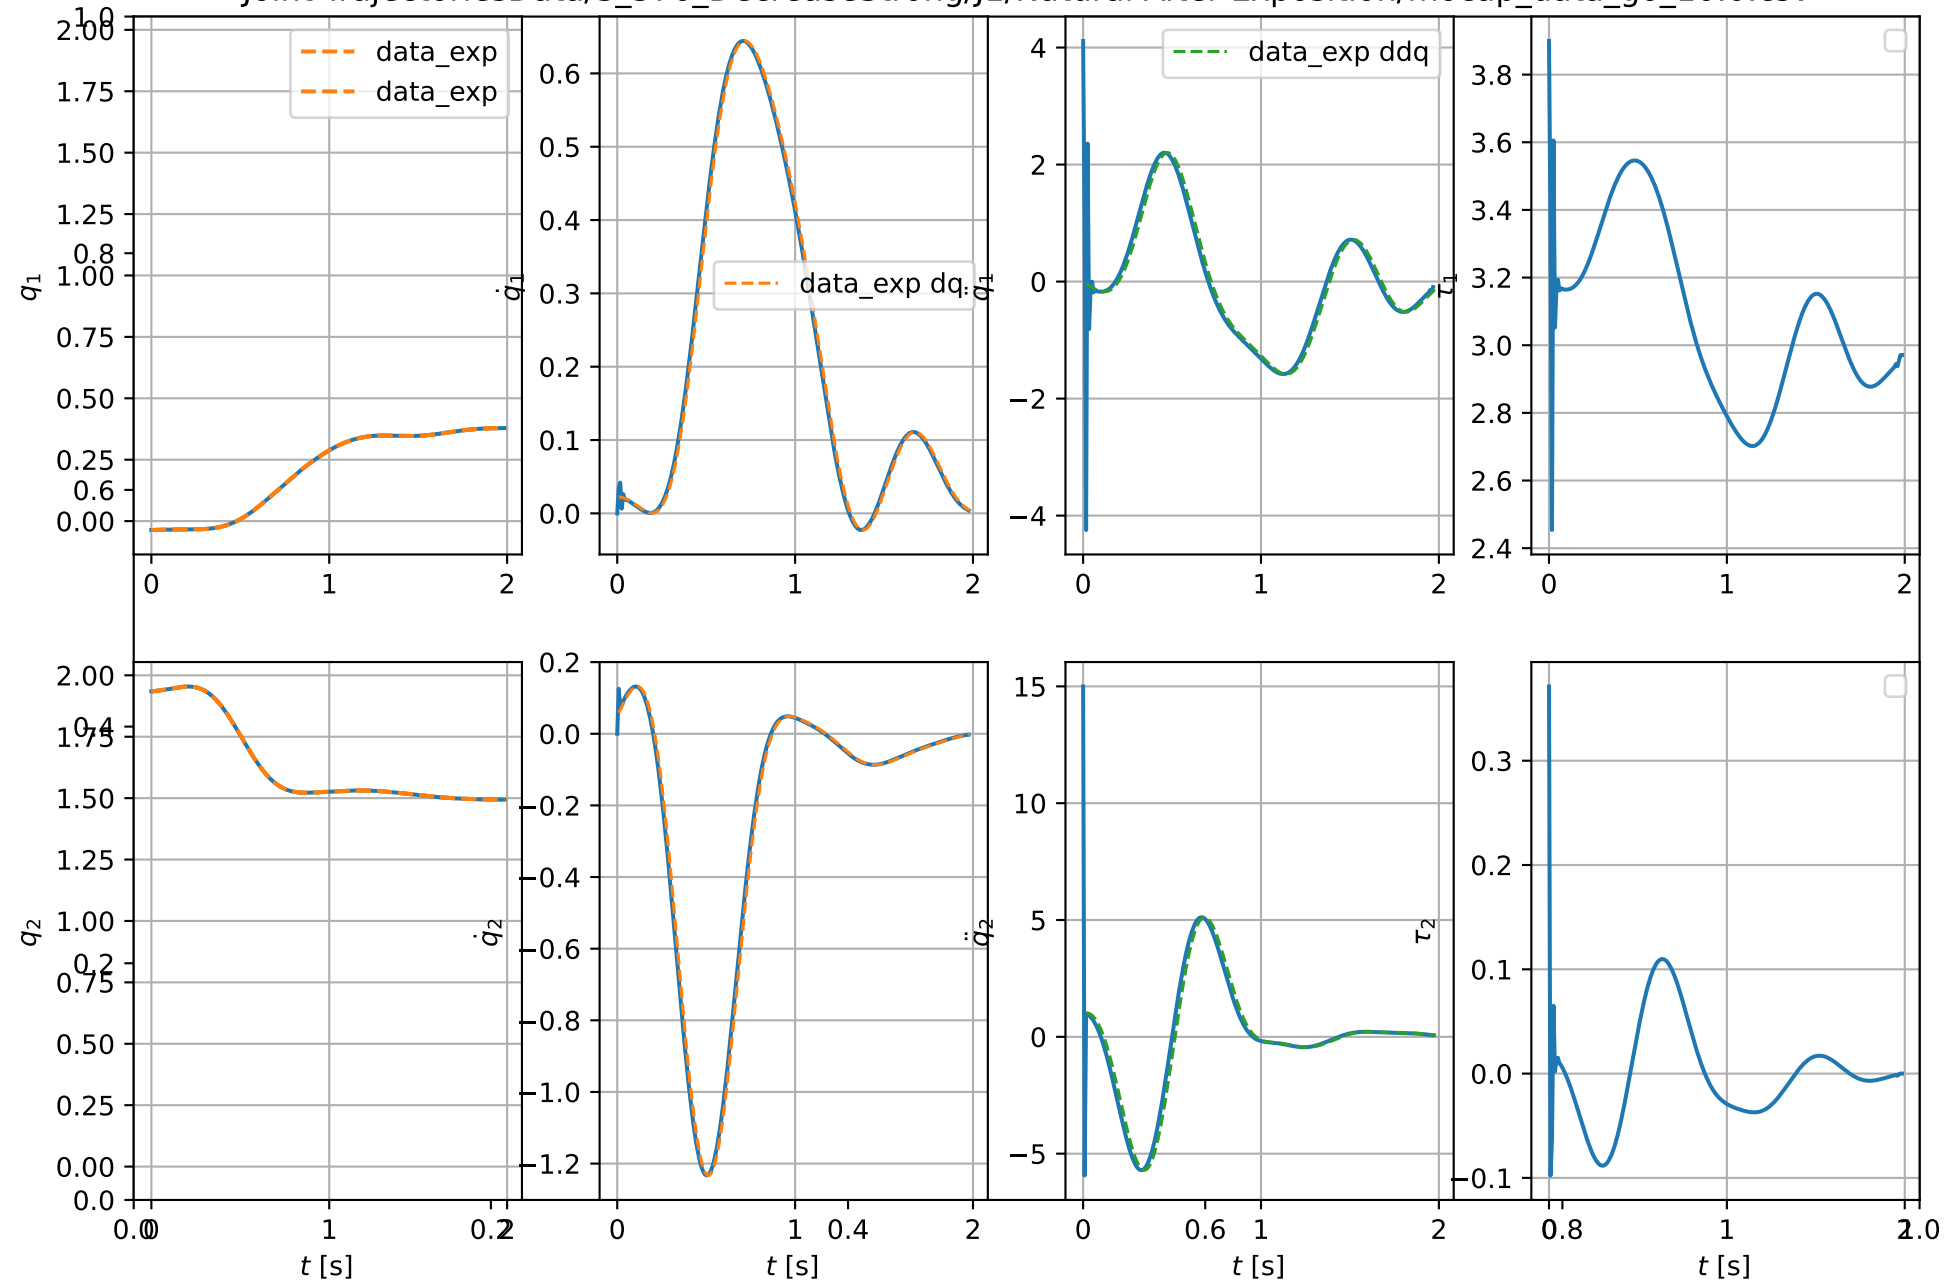 data_exp
data_exp
data_exp dq
data_exp ddq
2.00
1.0
1.75
1.50
1.25
0.8
1.00
0.75
0.50
0.25
0.6
0.00
q₁
0 1 2
0.6
0.5
0.4
0.3
0.2
0.1
0.0
q̇₁
0 1 2
4
2
0
−2
−4
q̈₁
0 1 2
3.8
3.6
3.4
3.2
3.0
2.8
2.6
2.4
τ₁
0 1 2
2.00
0.4
1.75
1.50
1.25
1.00
0.2
0.75
0.50
0.25
0.00
0.0
q₂
0.0 0 1 0.2 2
t [s]
0.2
0.0
−0.2
−0.4
−0.6
−0.8
−1.0
−1.2
q̇₂
0 1 0.4 2
t [s]
15
10
5
0
−5
q̈₂
0 0.6 1 2
t [s]
0.3
0.2
0.1
0.0
−0.1
τ₂
0 0.8 1 2 1.0
t [s]